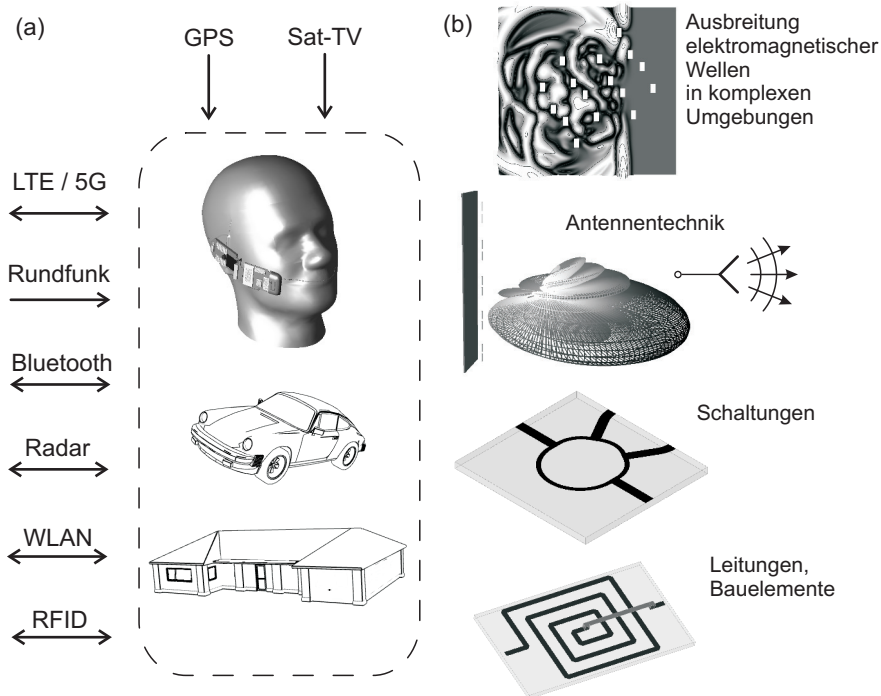 (a)
GPS
Sat-TV
LTE / 5G
Rundfunk
Bluetooth
Radar
WLAN
RFID
(b)
Ausbreitung
elektromagnetischer
Wellen
in komplexen
Umgebungen
Antennentechnik
Schaltungen
Leitungen,
Bauelemente